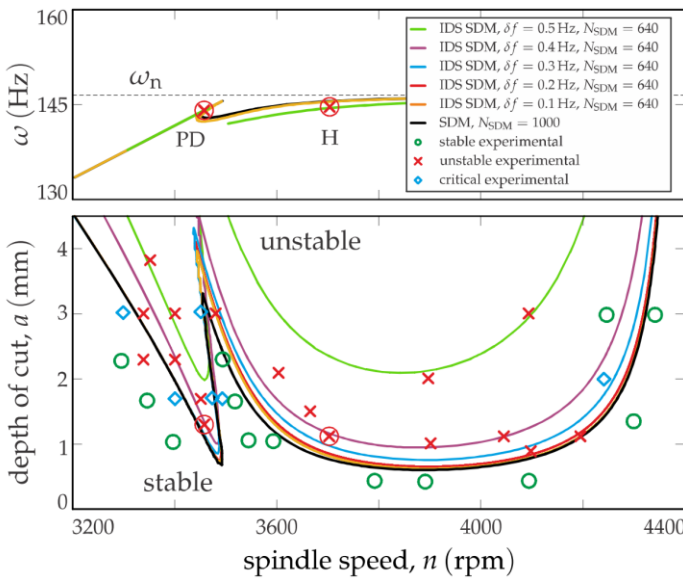 160
145
130
ω (Hz)
ωn
PD
H
IDS SDM, δf = 0.5 Hz, NSDM = 640
IDS SDM, δf = 0.4 Hz, NSDM = 640
IDS SDM, δf = 0.3 Hz, NSDM = 640
IDS SDM, δf = 0.2 Hz, NSDM = 640
IDS SDM, δf = 0.1 Hz, NSDM = 640
SDM, NSDM = 1000
stable experimental
unstable experimental
critical experimental
depth of cut, a (mm)
4
3
2
1
0
unstable
stable
3200
3600
4000
4400
spindle speed, n (rpm)